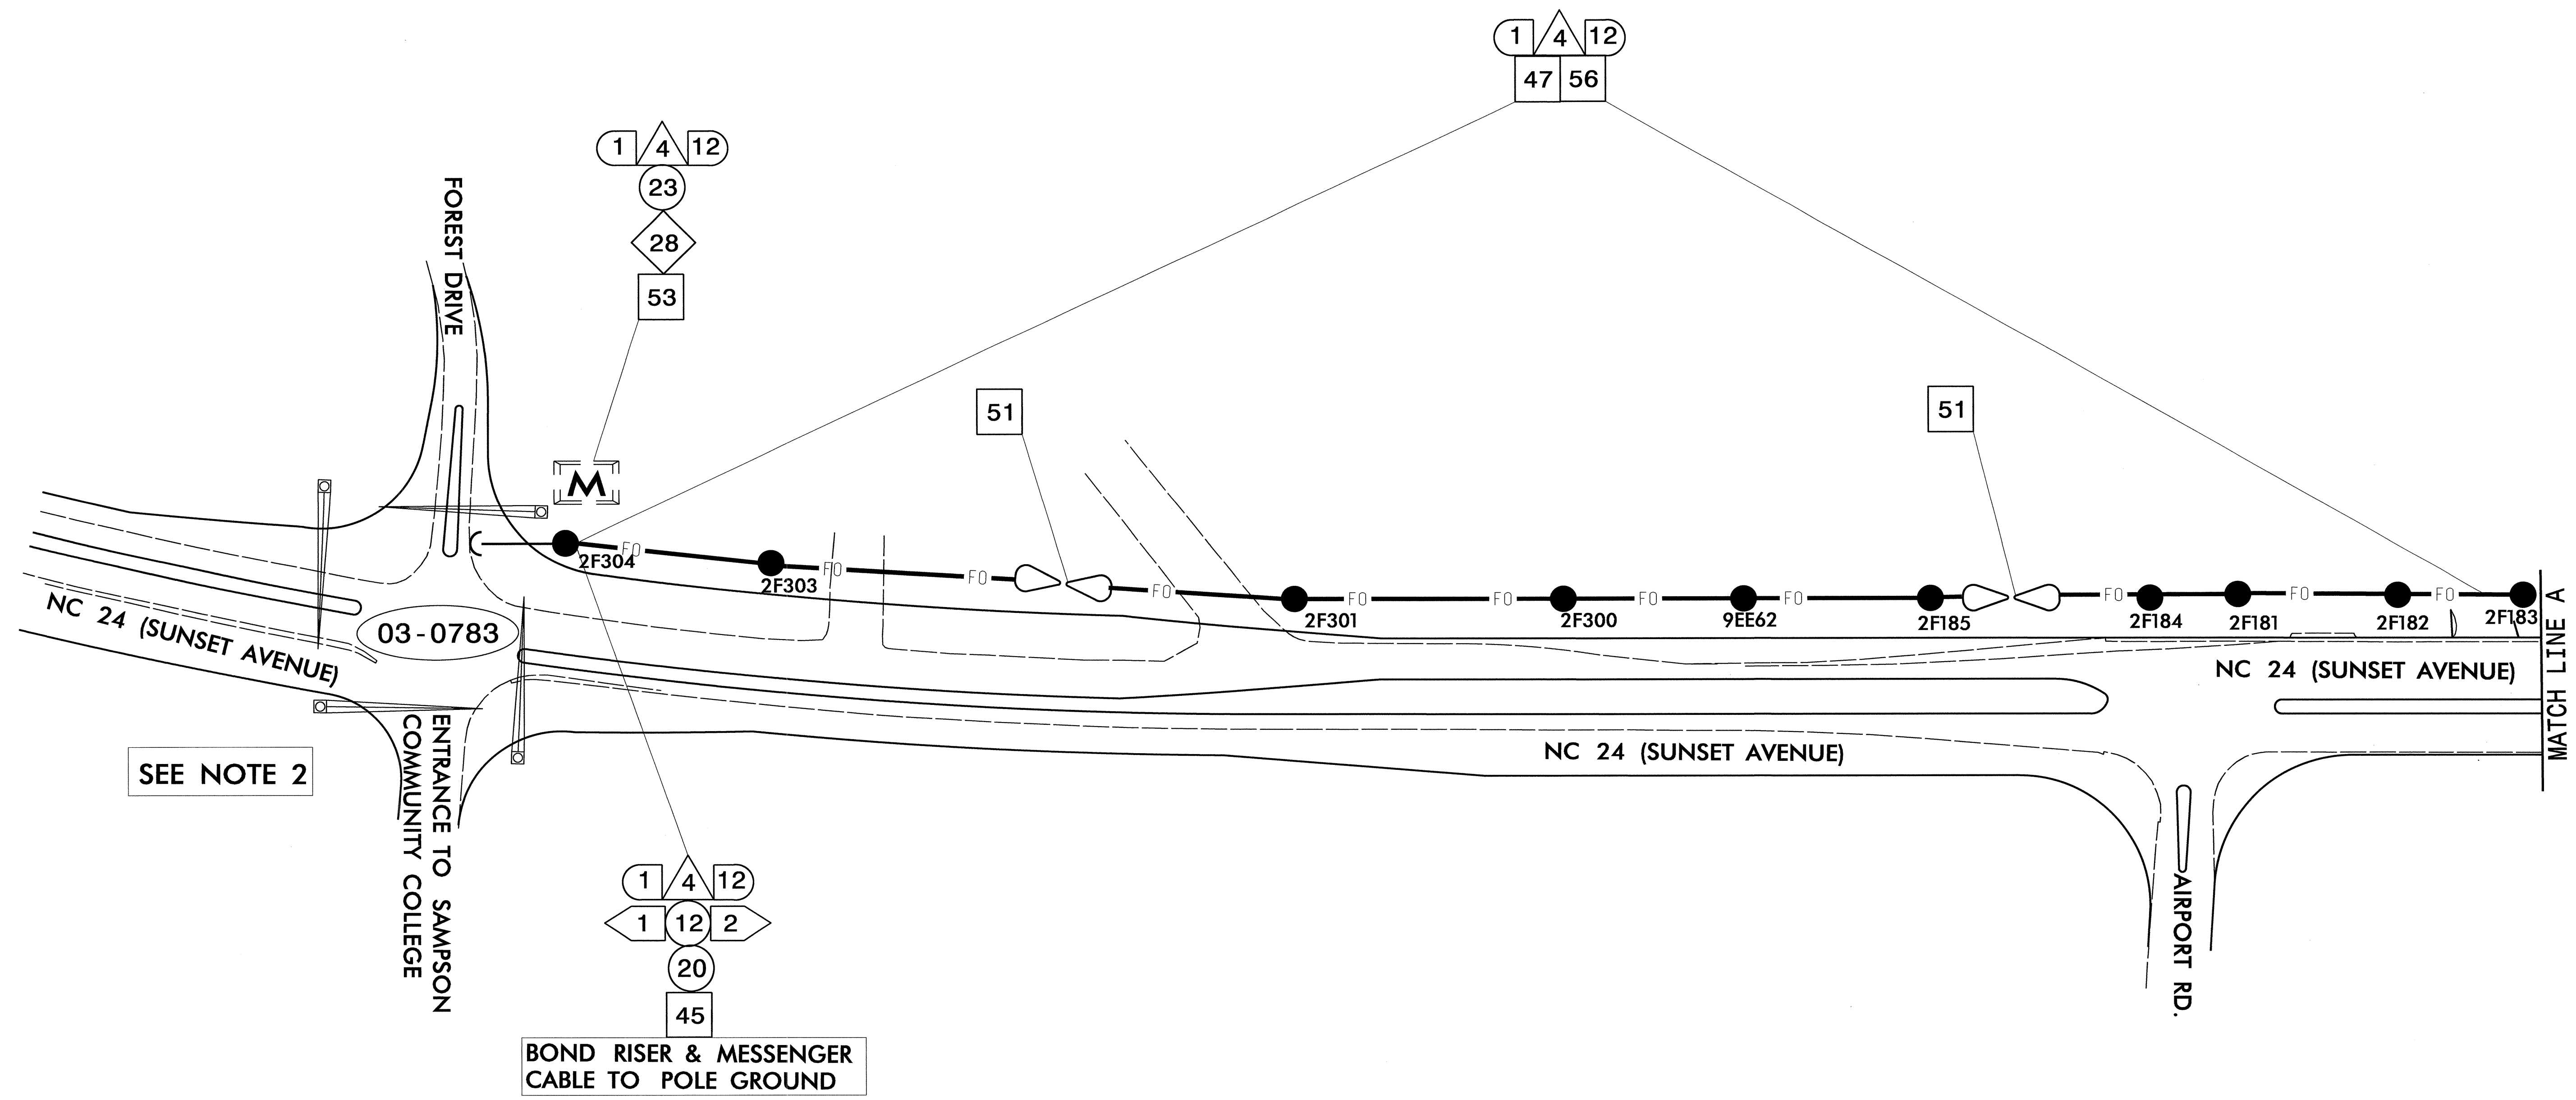 1 4 12
47 56
1 4 12
23
28
53
FOREST DRIVE
51
51
M
FO FO FO FO FO FO FO FO FO FO FO
2F304
2F303
2F301
2F300
9EE62
2F185
2F184
2F181
2F182
2F183
MATCH LINE A
NC 24 (SUNSET AVENUE)
03-0783
NC 24 (SUNSET AVENUE)
NC 24 (SUNSET AVENUE)
SEE NOTE 2
ENTRANCE TO SAMPSON
COMMUNITY COLLEGE
AIRPORT RD.
1 4 12
1 12 2
20
45
BOND RISER & MESSENGER
CABLE TO POLE GROUND